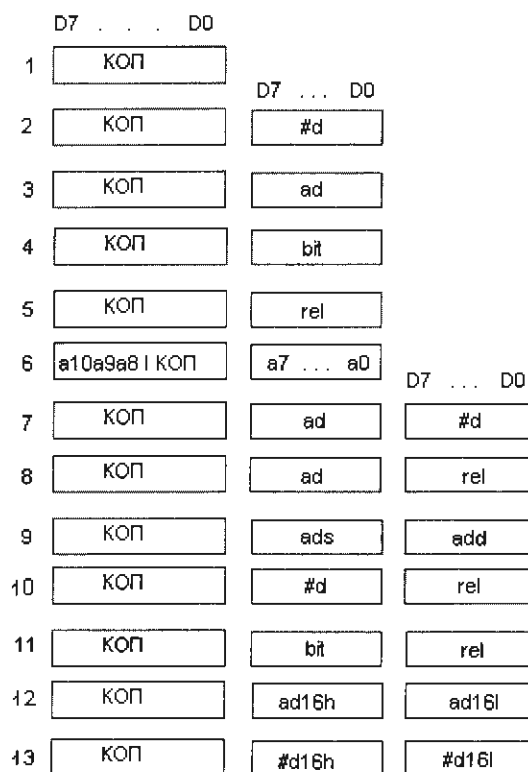 D7 . . . D0
1 КОП
D7 ... D0
2 КОП #d
3 КОП ad
4 КОП bit
5 КОП rel
6 a10a9a8 | КОП a7 ... a0
D7 ... D0
7 КОП ad #d
8 КОП ad rel
9 КОП ads add
10 КОП #d rel
11 КОП bit rel
12 КОП ad16h ad16l
13 КОП #d16h #d16l